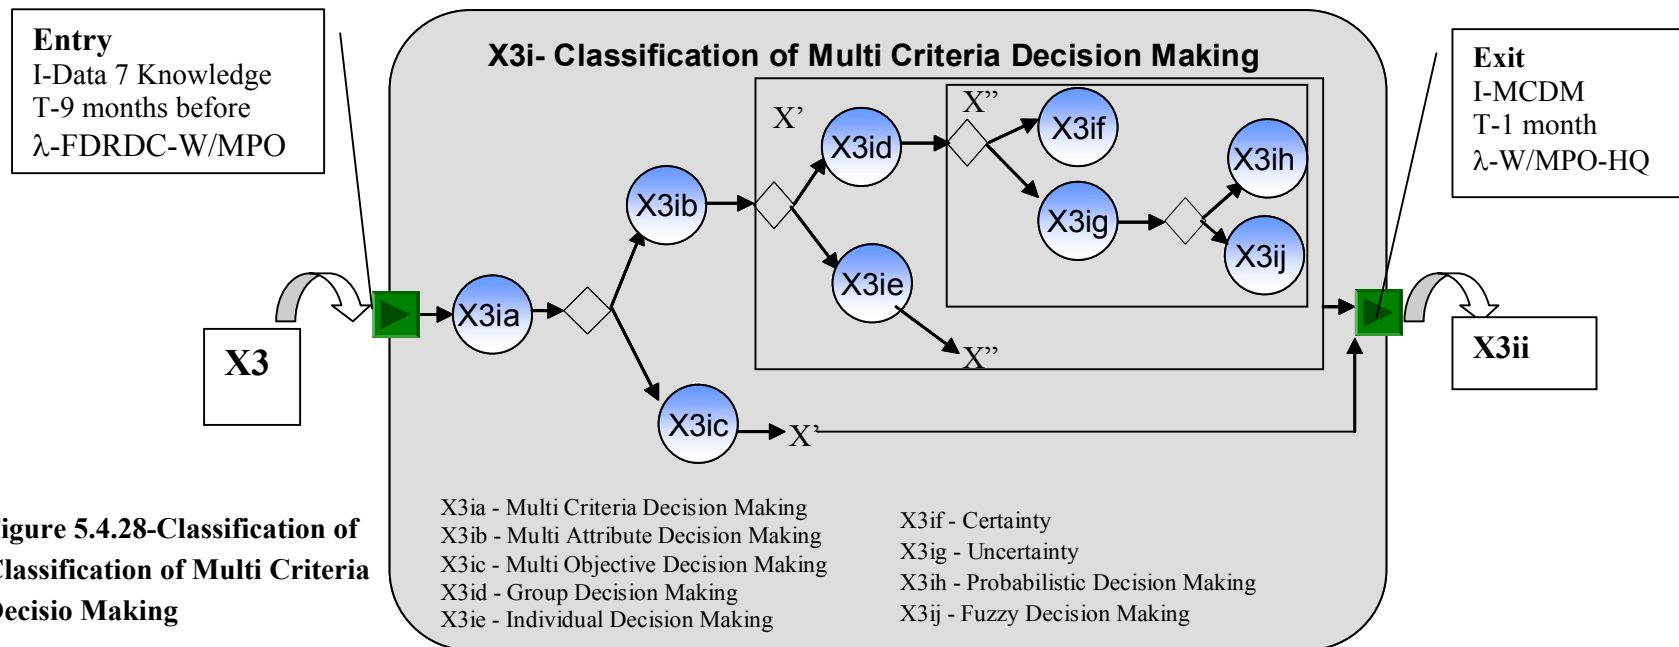 Entry
I-Data 7 Knowledge
T-9 months before
λ-FDRDC-W/MPO
X3i- Classification of Multi Criteria Decision Making
Exit
I-MCDM
T-1 month
λ-W/MPO-HQ
X’
X”
X3id
X3if
X3ih
X3ib
X3ig
X3ij
X3ie
X3ia
X”
X3
X3ii
X3ic
X’
X3ia - Multi Criteria Decision Making
X3ib - Multi Attribute Decision Making
X3ic - Multi Objective Decision Making
X3id - Group Decision Making
X3ie - Individual Decision Making
X3if - Certainty
X3ig - Uncertainty
X3ih - Probabilistic Decision Making
X3ij - Fuzzy Decision Making
igure 5.4.28-Classification of
Classification of Multi Criteria
Decisio Making